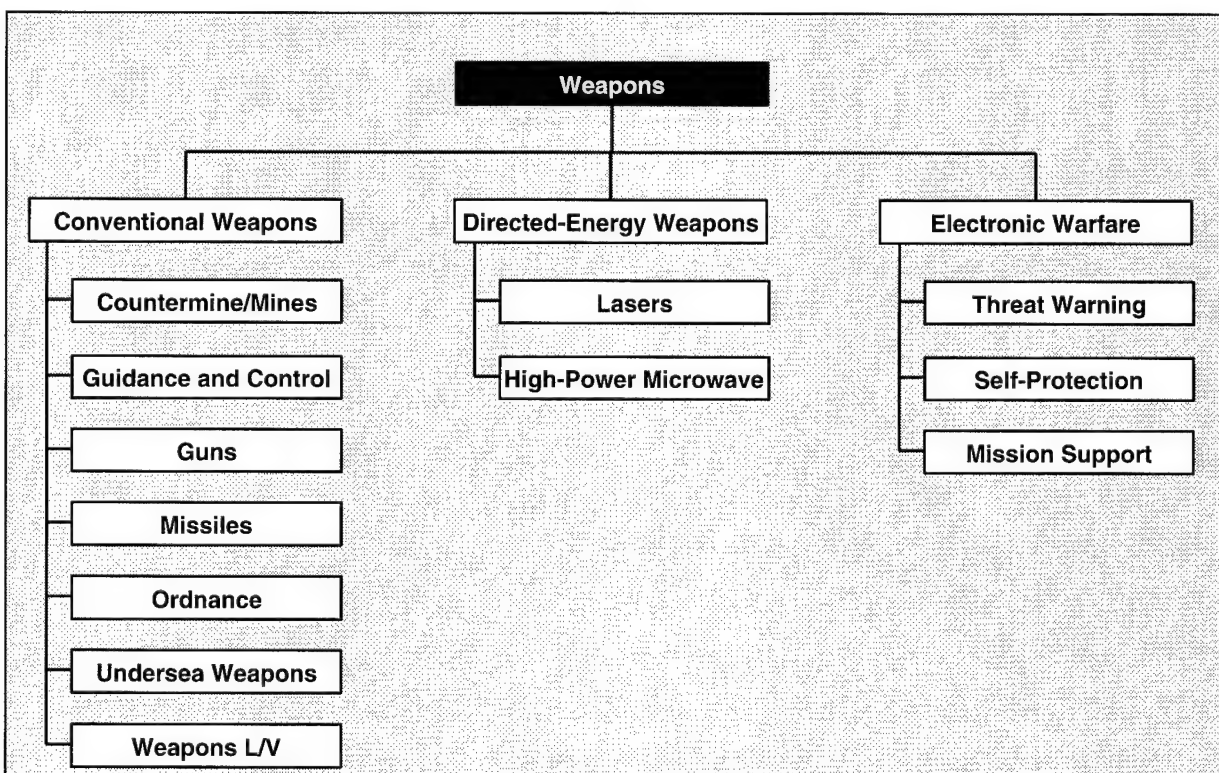 Weapons
Conventional Weapons
Countermine/Mines
Guidance and Control
Guns
Missiles
Ordnance
Undersea Weapons
Weapons L/V
Directed-Energy Weapons
Lasers
High-Power Microwave
Electronic Warfare
Threat Warning
Self-Protection
Mission Support